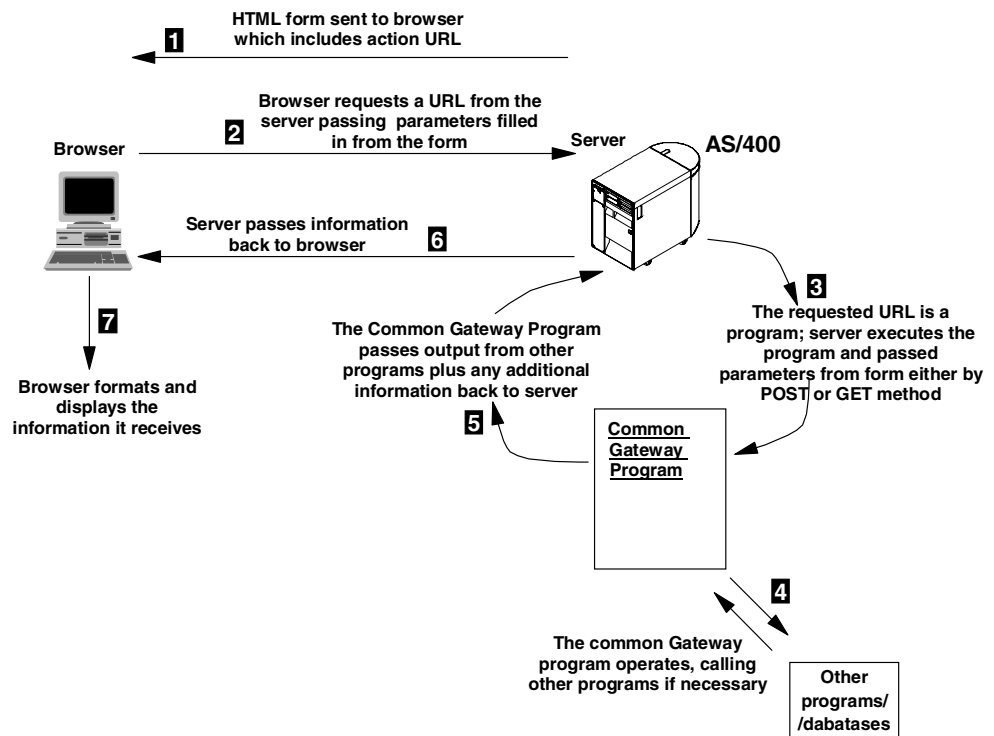 HTML form sent to browser
which includes action URL
1
Browser requests a URL from the
server passing parameters filled
in from the form
2
Server
AS/400
Browser
Server passes information
back to browser
6
3
The requested URL is a
program; server executes the
program and passed
parameters from form either by
POST or GET method
7
The Common Gateway Program
passes output from other
programs plus any additional
information back to server
Browser formats and
displays the
information it receives
5
Common
Gateway
Program
4
The common Gateway
program operates, calling
other programs if necessary
Other
programs/
/dabatases